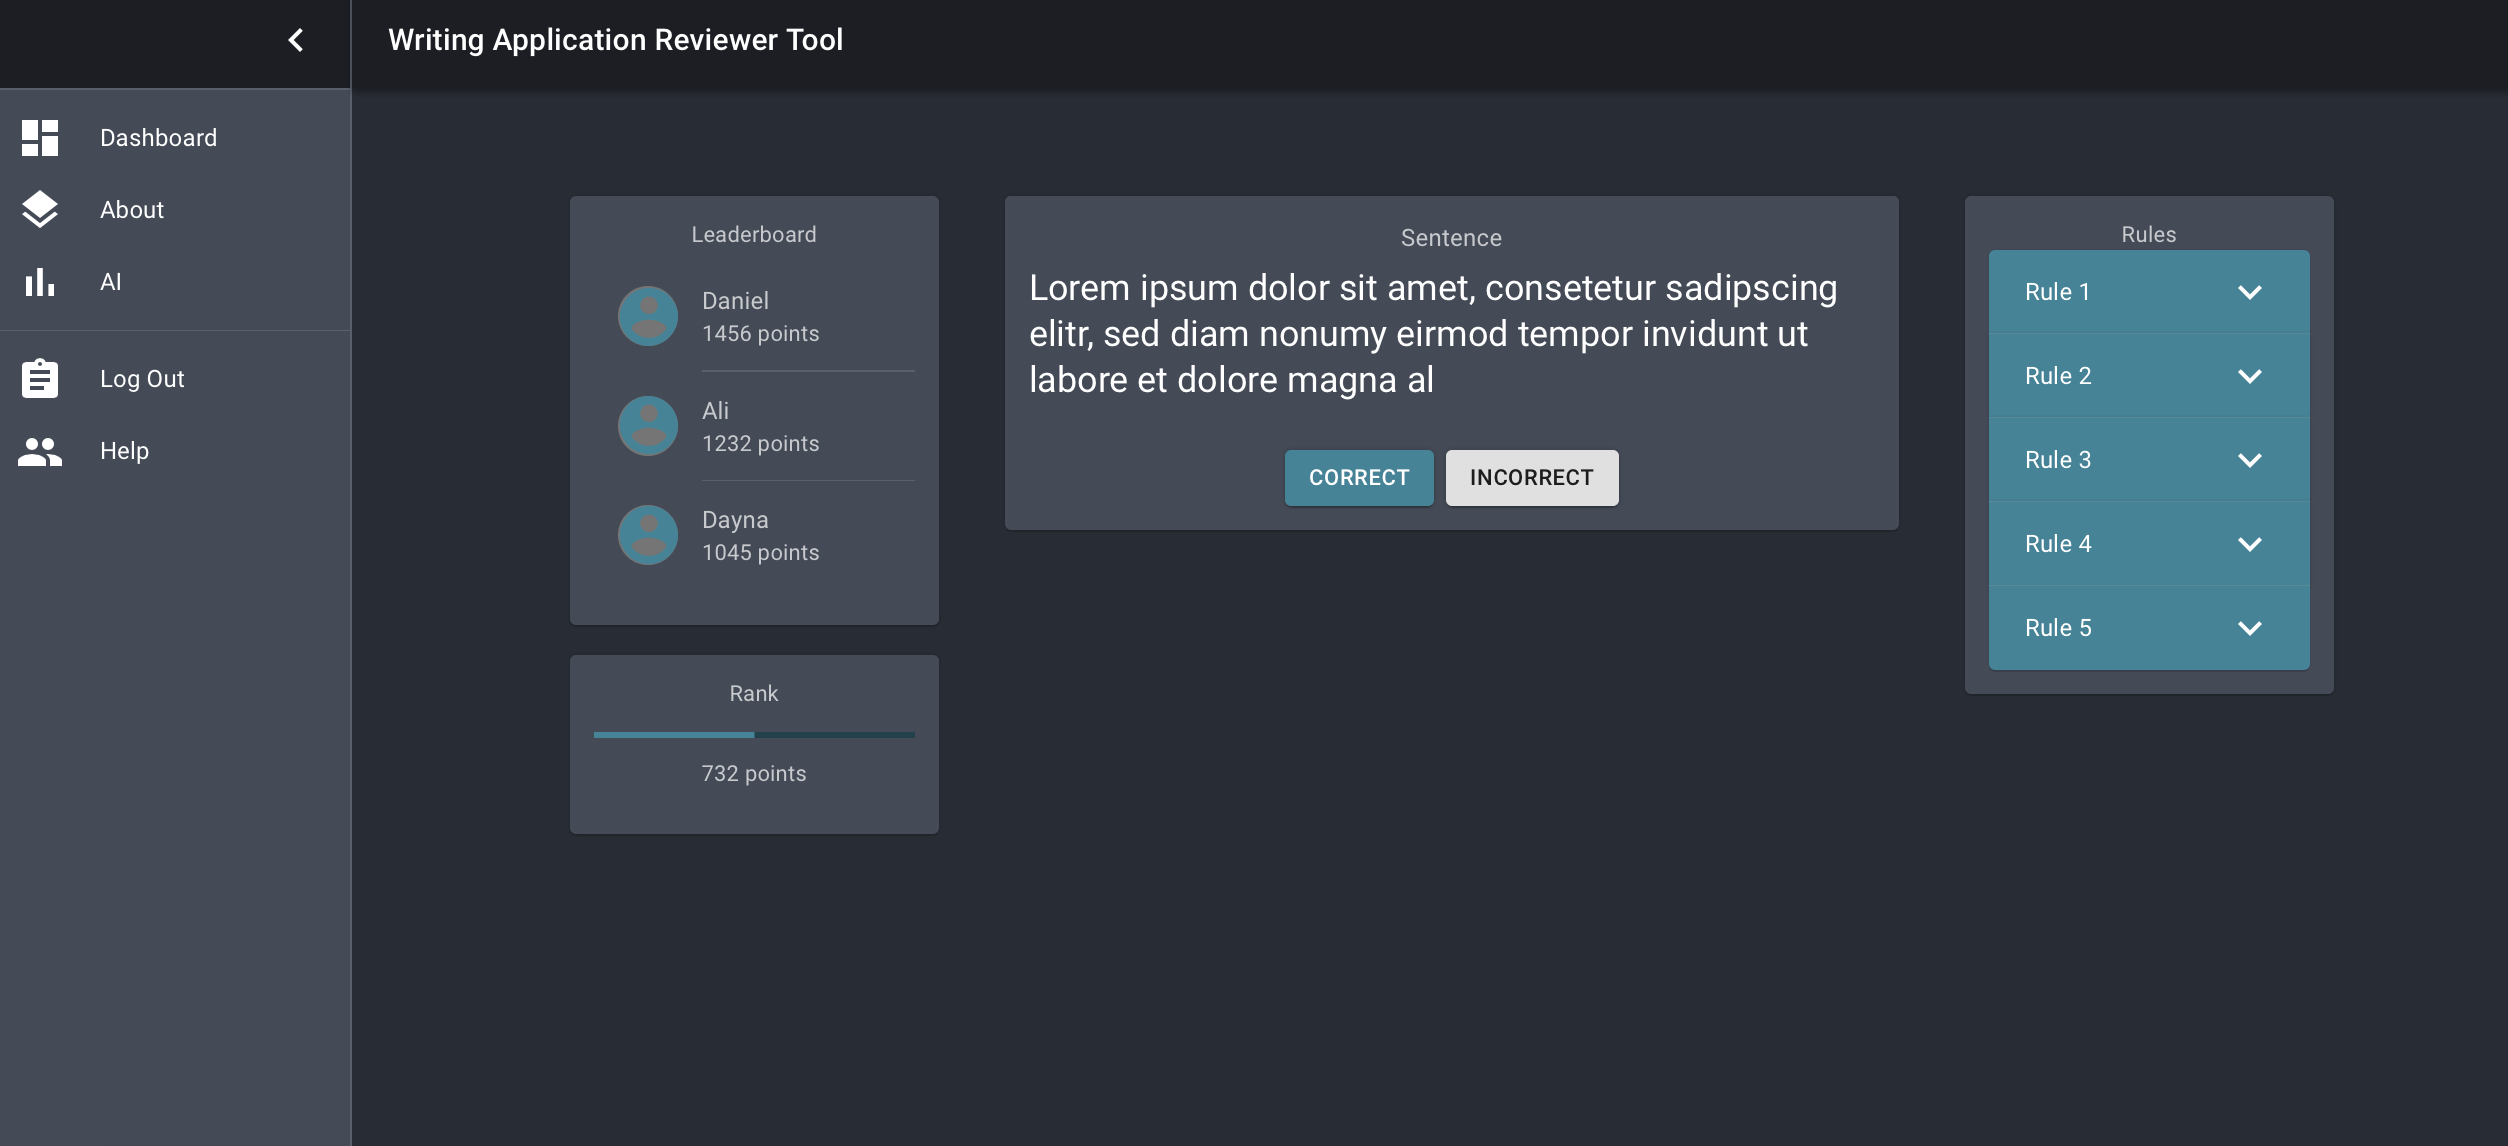 Writing Application Reviewer Tool
Dashboard
About
AI
Log Out
Help
Leaderboard
Daniel
1456 points
Ali
1232 points
Dayna
1045 points
Rank
732 points
Sentence
Lorem ipsum dolor sit amet, consetetur sadipscing
elitr, sed diam nonumy eirmod tempor invidunt ut
labore et dolore magna al
CORRECT
INCORRECT
Rules
Rule 1
Rule 2
Rule 3
Rule 4
Rule 5